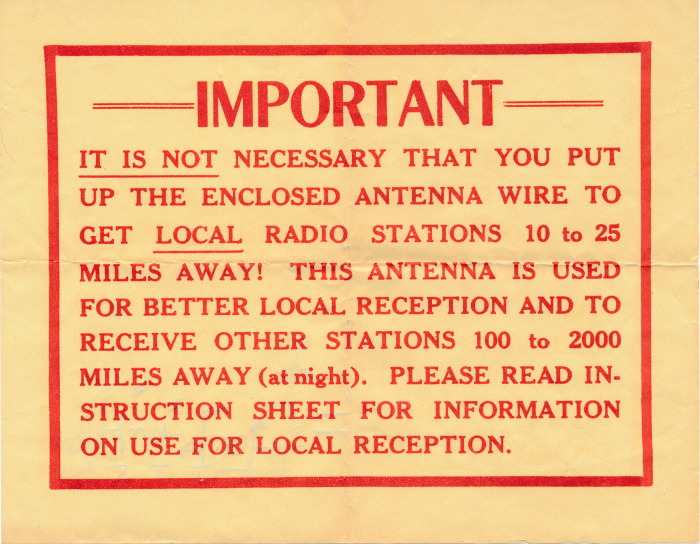 IMPORTANT
IT IS NOT NECESSARY THAT YOU PUT
UP THE ENCLOSED ANTENNA WIRE TO
GET LOCAL RADIO STATIONS 10 to 25
MILES AWAY! THIS ANTENNA IS USED
FOR BETTER LOCAL RECEPTION AND TO
RECEIVE OTHER STATIONS 100 to 2000
MILES AWAY (at night). PLEASE READ IN-
STRUCTION SHEET FOR INFORMATION
ON USE FOR LOCAL RECEPTION.